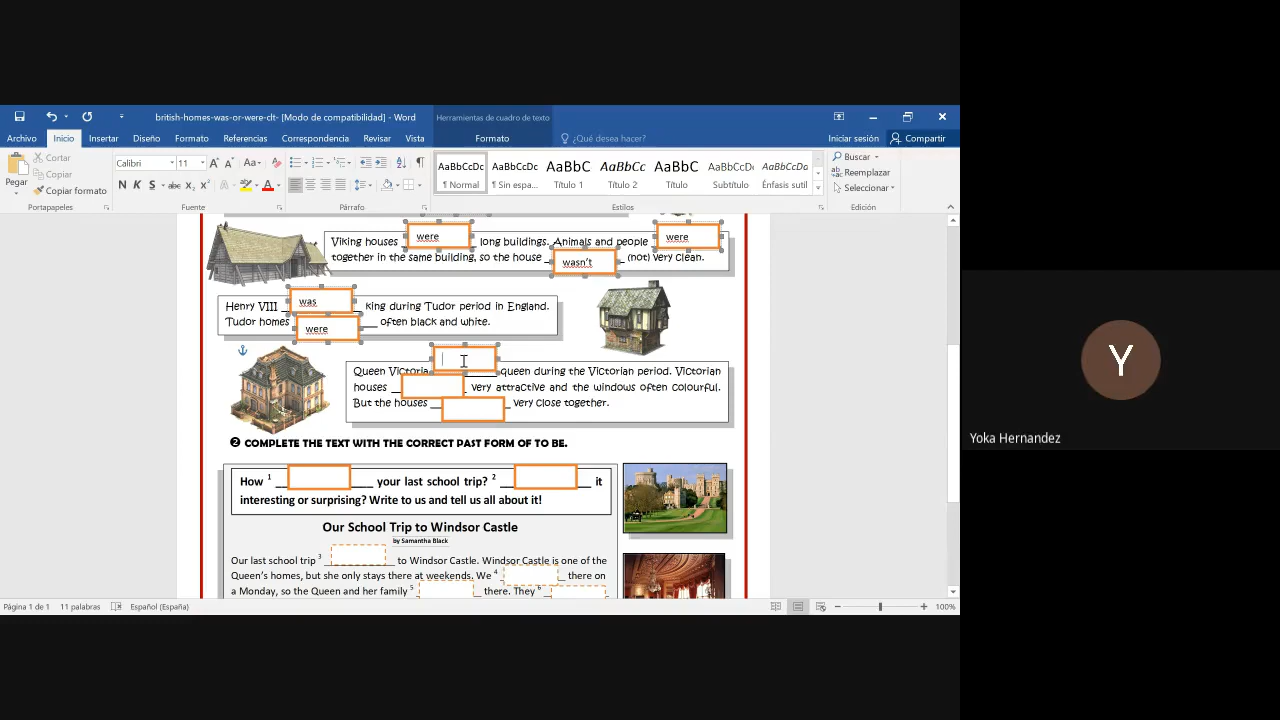 british-homes-was-or-were-clt- [Modo de compatibilidad] - Word
Herramientas de cuadro de texto
Archivo Inicio Insertar Diseño Formato Referencias Correspondencia Revisar Vista Formato ¿Qué desea hacer? Iniciar sesión Compartir
Pegar
Cortar
Copiar
Copiar formato
Calibri 11
N K S abc x₂ x²
AaBbCcDc AaBbCcDc AaBbC AaBbCc AaBbC AaBbCcD AaBbCcDa
¶ Normal ¶ Sin espa... Título 1 Título 2 Título Subtítulo Énfasis sutil
Buscar
Reemplazar
Seleccionar
Portapapeles Fuente Párrafo Estilos Edición
Viking houses were long buildings. Animals and people were
together in the same building, so the house wasn't (not) very clean.
Henry VIII was king during Tudor period in England.
Tudor homes were often black and white.
Queen Victoria queen during the Victorian period. Victorian
houses very attractive and the windows often colourful.
But the houses very close together.
❷ COMPLETE THE TEXT WITH THE CORRECT PAST FORM OF TO BE.
How 1 your last school trip? 2 it
interesting or surprising? Write to us and tell us all about it!
Our School Trip to Windsor Castle
by Samantha Black
Our last school trip 3 to Windsor Castle. Windsor Castle is one of the
Queen's homes, but she only stays there at weekends. We 4 there on
a Monday, so the Queen and her family 5 there. They 6
Página 1 de 1 11 palabras Español (España) 100%
Y
Yoka Hernandez